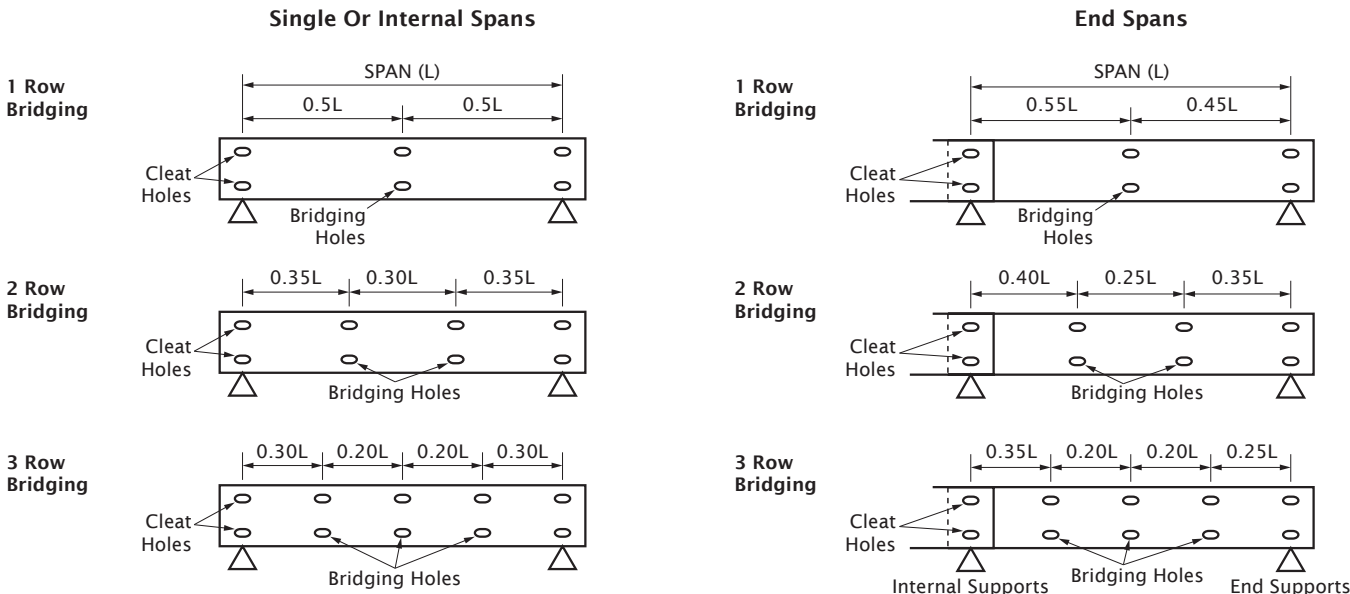 Single Or Internal Spans
1 Row
Bridging
SPAN (L)
0.5L 0.5L
Cleat
Holes
Bridging
Holes
2 Row
Bridging
0.35L 0.30L 0.35L
Cleat
Holes
Bridging Holes
3 Row
Bridging
0.30L 0.20L 0.20L 0.30L
Cleat
Holes
Bridging Holes
End Spans
1 Row
Bridging
SPAN (L)
0.55L 0.45L
Cleat
Holes
Bridging
Holes
2 Row
Bridging
0.40L 0.25L 0.35L
Cleat
Holes
Bridging Holes
3 Row
Bridging
0.35L 0.20L 0.20L 0.25L
Cleat
Holes
Internal Supports Bridging Holes End Supports